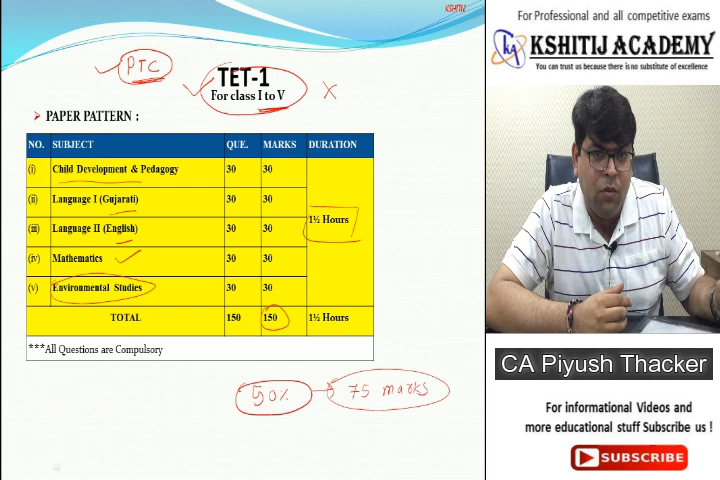 KSHITIJ
PTC
TET-1
For class I to V
PAPER PATTERN :
NO. SUBJECT QUE. MARKS DURATION
(i) Child Development & Pedagogy 30 30
(ii) Language I (Gujarati) 30 30
1½ Hours
(iii) Language II (English) 30 30
(iv) Mathematics 30 30
(v) Environmental Studies 30 30
TOTAL 150 150 1½ Hours
***All Questions are Compulsory
50% → 75 marks
For Professional and all competitive exams
KA KSHITIJ ACADEMY
You can trust us because there is no substitute of excellence
CA Piyush Thacker
For informational Videos and
more educational stuff Subscribe us !
SUBSCRIBE